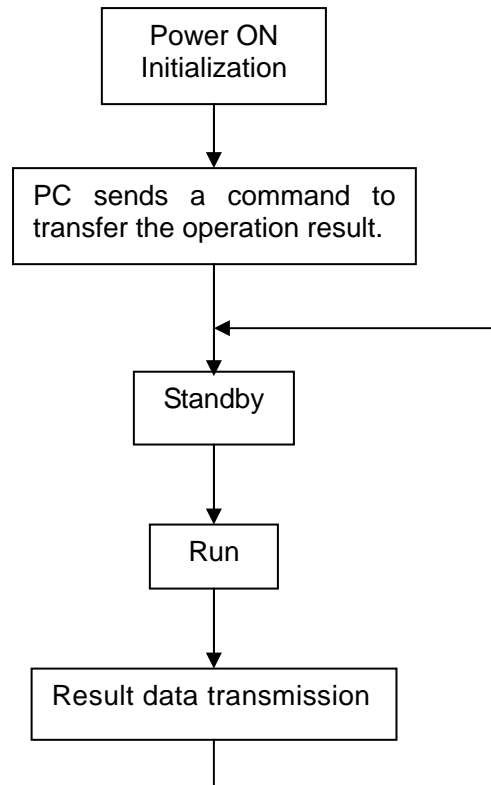 Power ON
Initialization
PC sends a command to
transfer the operation result.
Standby
Run
Result data transmission